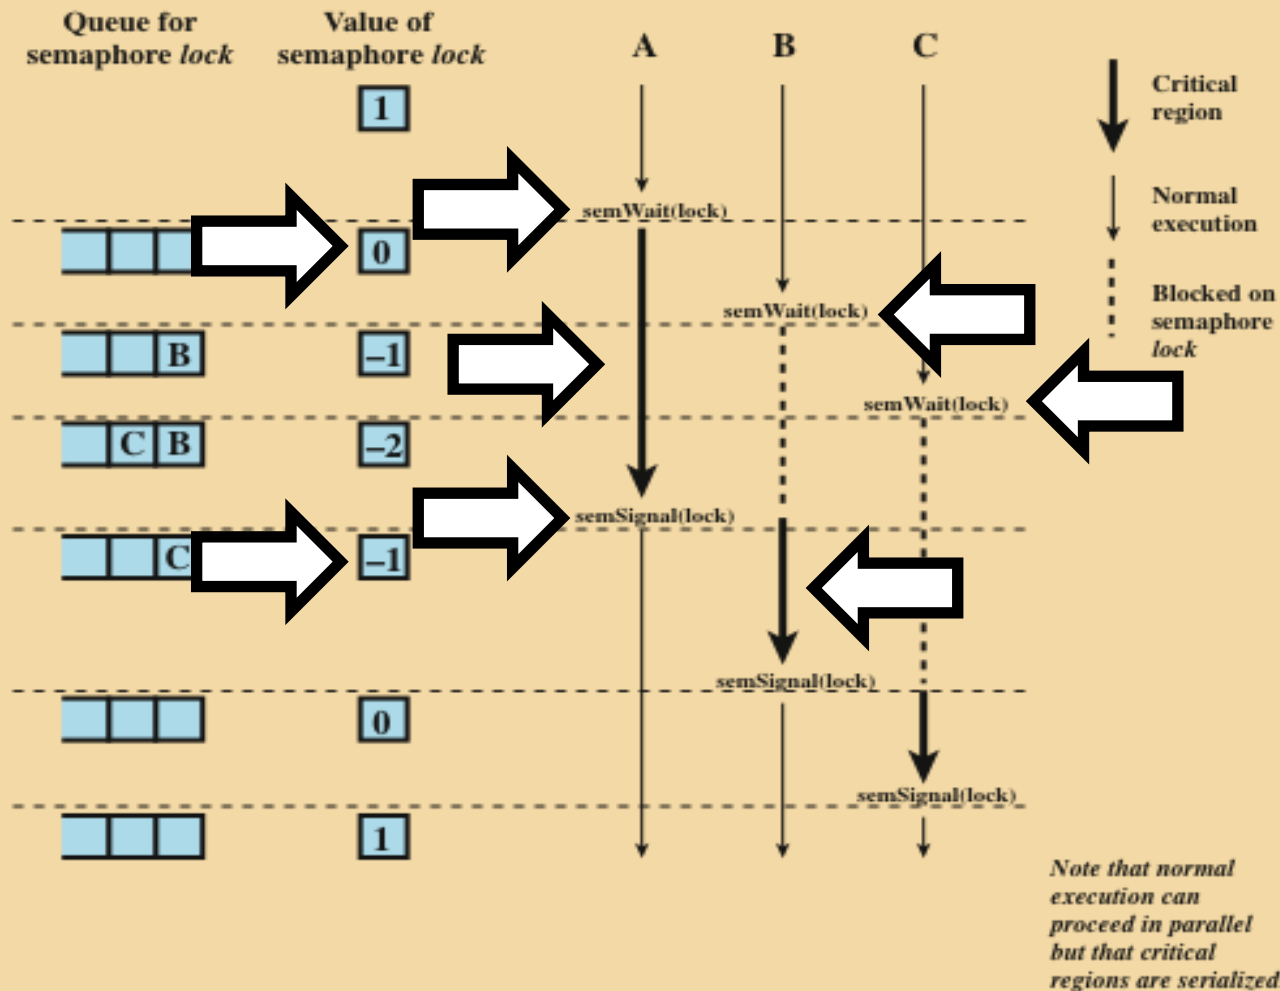 Queue for
semaphore lock
Value of
semaphore lock
A
B
C
1
Critical
region
Normal
execution
semWait(lock)
0
Blocked on
semaphore
lock
semWait(lock)
B
–1
semWait(lock)
C B
–2
semSignal(lock)
C
–1
semSignal(lock)
0
semSignal(lock)
1
Note that normal
execution can
proceed in parallel
but that critical
regions are serialized.